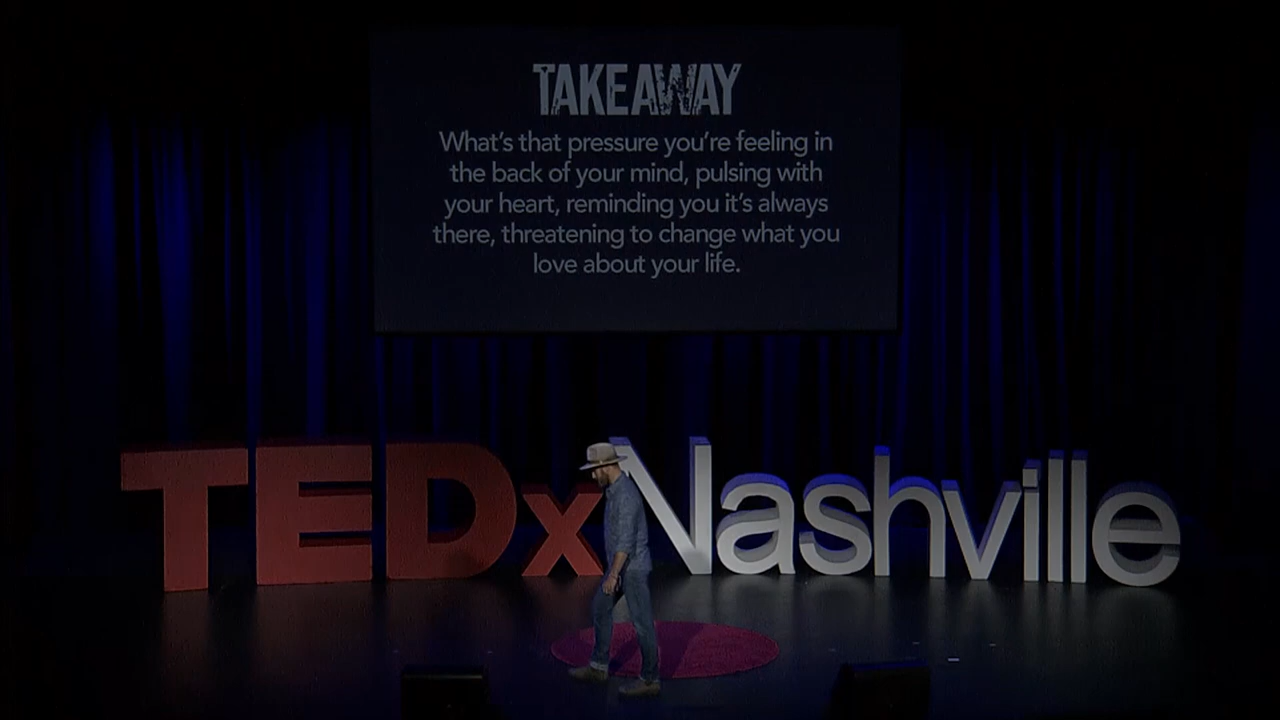 TAKEAWAY
What's that pressure you're feeling in
the back of your mind, pulsing with
your heart, reminding you it's always
there, threatening to change what you
love about your life.
TEDxNashville